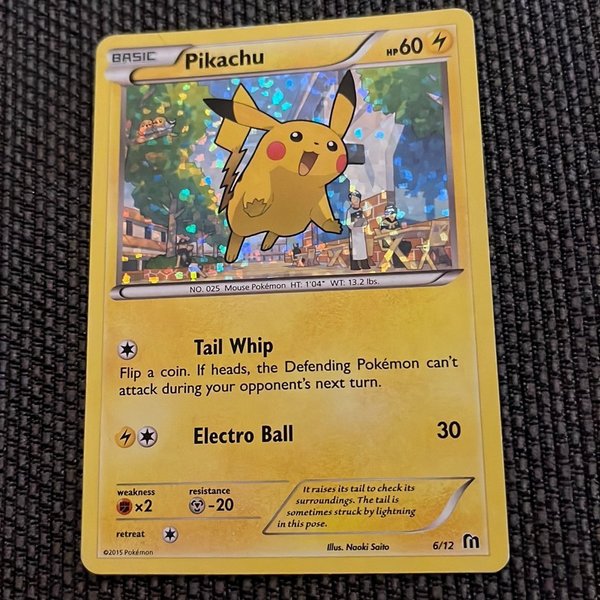 BASIC Pikachu HP60
NO. 025 Mouse Pokémon HT: 1'04" WT: 13.2 lbs.
Tail Whip
Flip a coin. If heads, the Defending Pokémon can't
attack during your opponent's next turn.
Electro Ball 30
weakness resistance
×2 -20
retreat
It raises its tail to check its
surroundings. The tail is
sometimes struck by lightning
in this pose.
©2015 Pokémon Illus. Naoki Saito 6/12 m